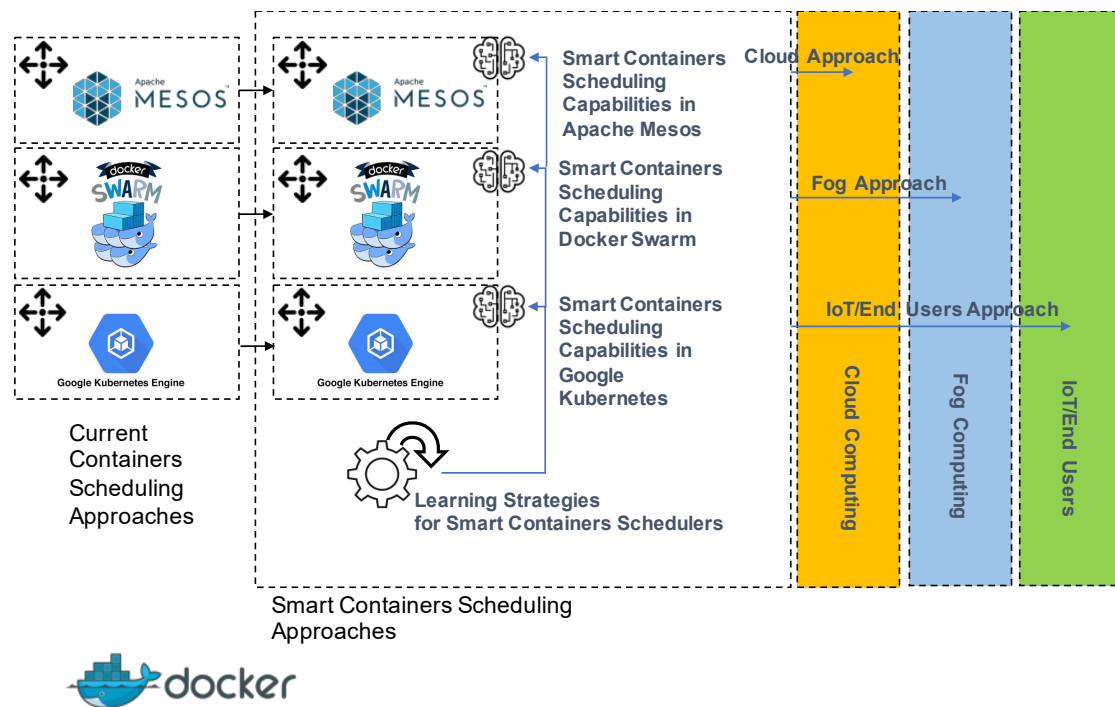 Apache
MESOS™
docker
SWARM
Google Kubernetes Engine
Current
Containers
Scheduling
Approaches
Apache
MESOS™
docker
SWARM
Google Kubernetes Engine
Smart Containers
Scheduling
Capabilities in
Apache Mesos
Smart Containers
Scheduling
Capabilities in
Docker Swarm
Smart Containers
Scheduling
Capabilities in
Google
Kubernetes
Learning Strategies
for Smart Containers Schedulers
Smart Containers Scheduling
Approaches
Cloud Approach
Fog Approach
IoT/End Users Approach
Cloud Computing
Fog Computing
IoT/End Users
docker